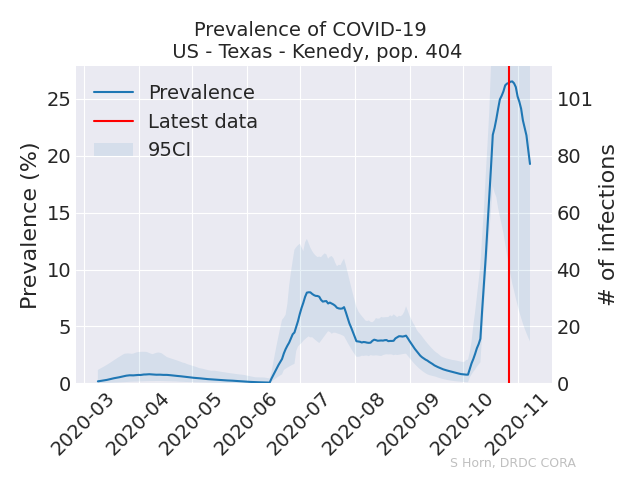 Prevalence of COVID-19
US - Texas - Kenedy, pop. 404
Prevalence
Latest data
95CI
Prevalence (%)
25
20
15
10
5
0
# of infections
101
80
60
40
20
0
2020-03
2020-04
2020-05
2020-06
2020-07
2020-08
2020-09
2020-10
2020-11
S Horn, DRDC CORA